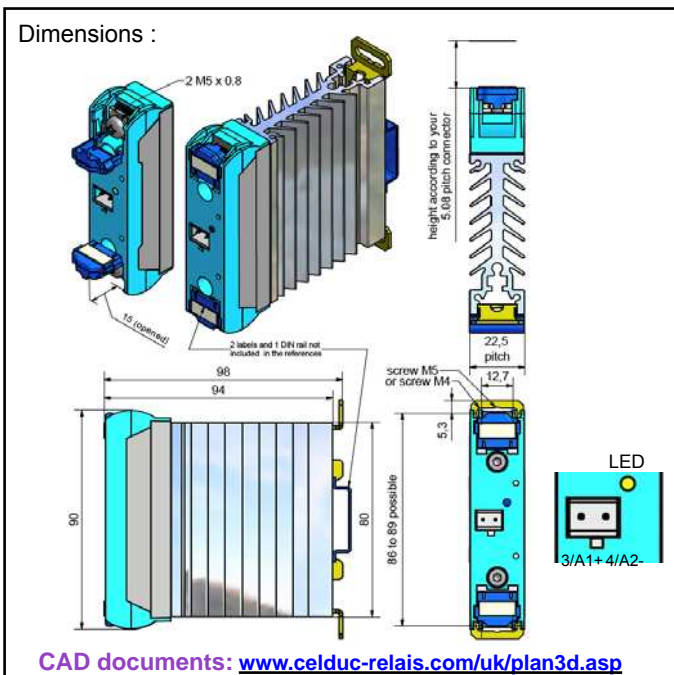 Dimensions :
2 M5 x 0.8
height according to your
5.08 pitch connector
15 (opened)
2 labels and 1 DIN rail not
included in the references
22,5
pitch
98
94
screw M5
or screw M4
12,7
5,3
90
80
86 to 89 possible
LED
3/A1+ 4/A2-
CAD documents: www.celduc-relais.com/uk/plan3d.asp